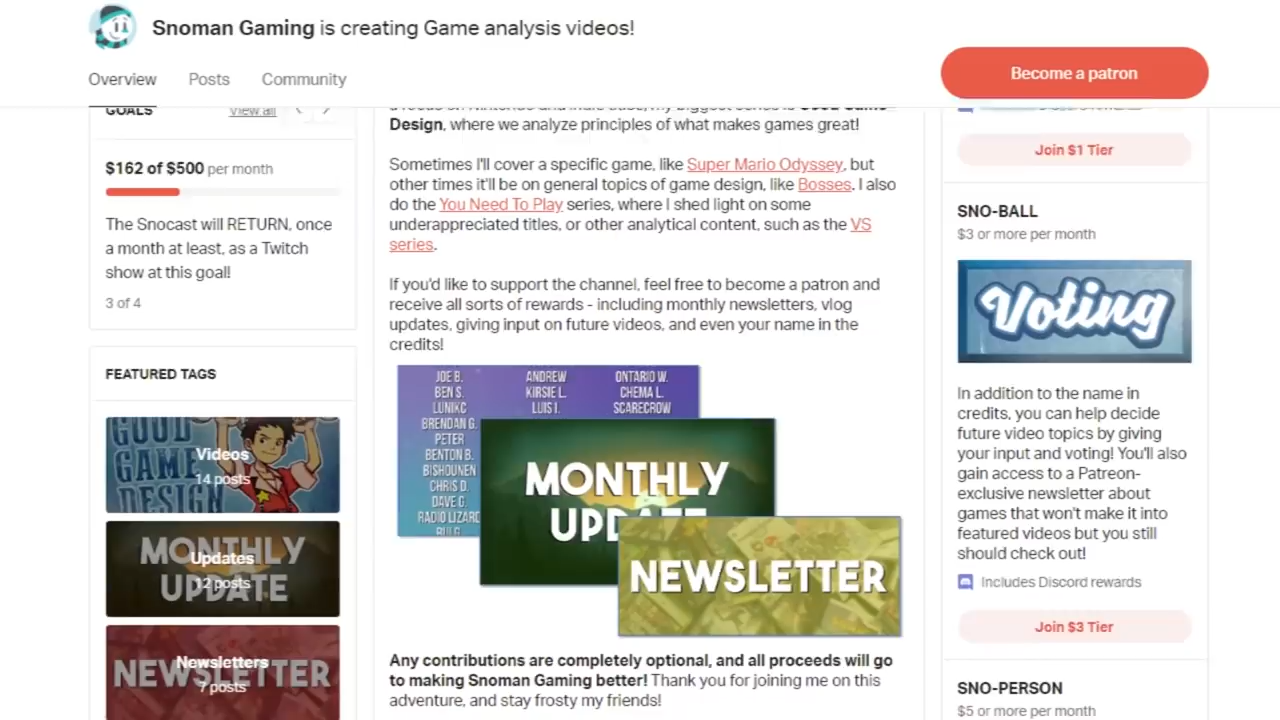 Snoman Gaming is creating Game analysis videos!
Overview Posts Community
Become a patron
GOALS View all
$162 of $500 per month
The Snocast will RETURN, once
a month at least, as a Twitch
show at this goal!
3 of 4
FEATURED TAGS
GOOD
GAME
DESIGN
Videos
14 posts
MONTHLY
UPDATE
Updates
12 posts
NEWSLETTER
Newsletters
7 posts
Design, where we analyze principles of what makes games great!
Sometimes I'll cover a specific game, like Super Mario Odyssey, but
other times it'll be on general topics of game design, like Bosses. I also
do the You Need To Play series, where I shed light on some
underappreciated titles, or other analytical content, such as the VS
series.
If you'd like to support the channel, feel free to become a patron and
receive all sorts of rewards - including monthly newsletters, vlog
updates, giving input on future videos, and even your name in the
credits!
JOE B. ANDREW ONTARIO W.
BEN S. KIRSIE L. CHEMA L.
LUNIKC LUIS I. SCARECROW
BRENDAN G.
PETER
BENTON B.
BISHOUNEN
CHRIS D.
DAVE G.
RADIO LIZARD
MONTHLY
UPDATE
NEWSLETTER
Any contributions are completely optional, and all proceeds will go
to making Snoman Gaming better! Thank you for joining me on this
adventure, and stay frosty my friends!
Join $1 Tier
SNO-BALL
$3 or more per month
Voting
In addition to the name in
credits, you can help decide
future video topics by giving
your input and voting! You'll also
gain access to a Patreon-
exclusive newsletter about
games that won't make it into
featured videos but you still
should check out!
Includes Discord rewards
Join $3 Tier
SNO-PERSON
$5 or more per month